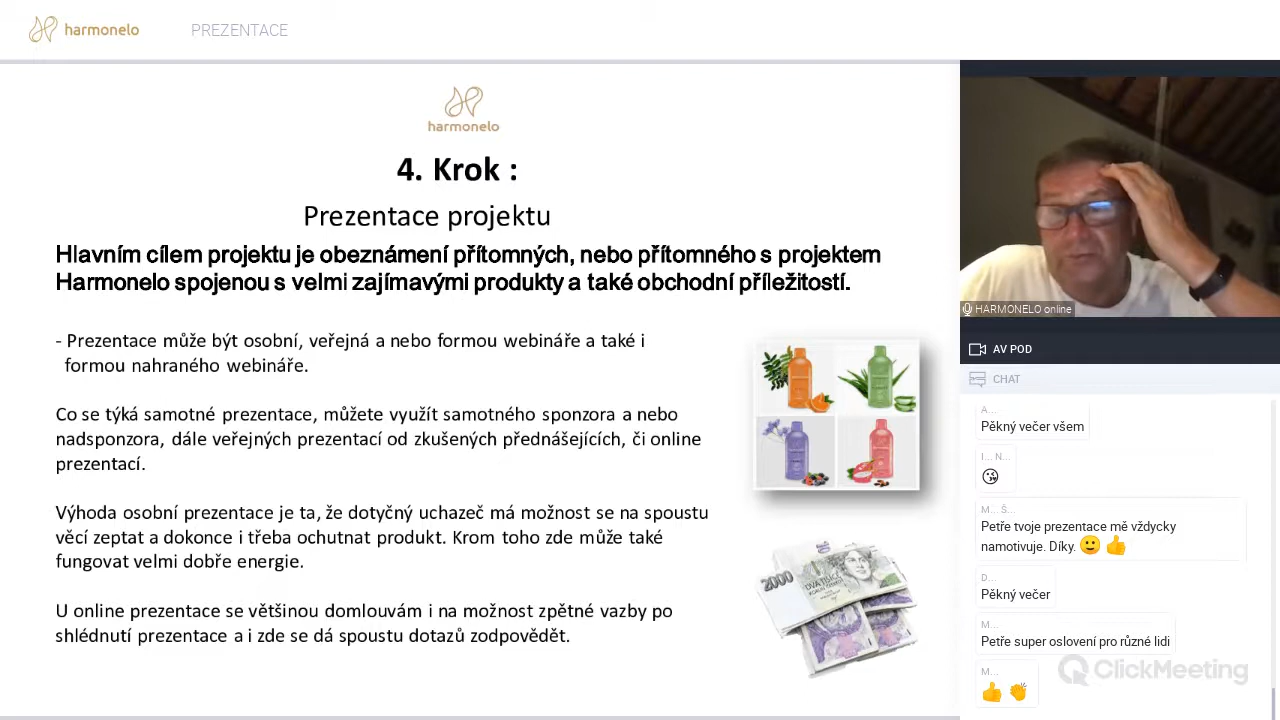 harmonelo
PREZENTACE
harmonelo
4. Krok :
Prezentace projektu
Hlavním cílem projektu je obeznámení přítomných, nebo přítomného s projektem
Harmonelo spojenou s velmi zajímavými produkty a také obchodní příležitostí.
- Prezentace může být osobní, veřejná a nebo formou webináře a také i
formou nahraného webináře.
Co se týká samotné prezentace, můžete využít samotného sponzora a nebo
nadsponzora, dále veřejných prezentací od zkušených přednášejících, či online
prezentací.
Výhoda osobní prezentace je ta, že dotyčný uchazeč má možnost se na spoustu
věcí zeptat a dokonce i třeba ochutnat produkt. Krom toho zde může také
fungovat velmi dobře energie.
U online prezentace se většinou domlouvám i na možnost zpětné vazby po
shlédnutí prezentace a i zde se dá spoustu dotazů zodpovědět.
2000
HARMONELO online
AV POD
CHAT
A...
Pěkný večer všem
I... N...
😘
M... Š...
Petře tvoje prezentace mě vždycky
namotivuje. Díky. 🙂 👍
D...
Pěkný večer
M...
Petře super oslovení pro různé lidi
M...
👍 👏
ClickMeeting